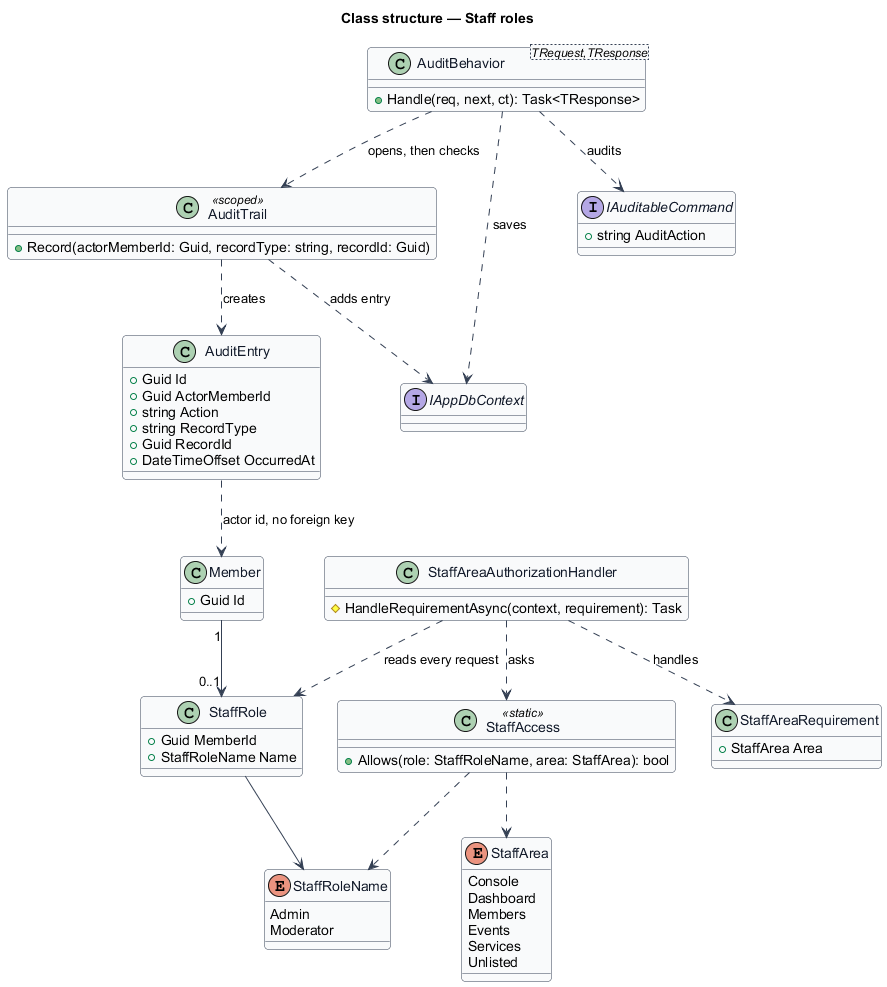 Class structure — Staff roles
C AuditBehavior
TRequest,TResponse
Handle(req, next, ct): Task<TResponse>
opens, then checks
audits
saves
C «scoped»
AuditTrail
Record(actorMemberId: Guid, recordType: string, recordId: Guid)
I IAuditableCommand
string AuditAction
creates
adds entry
C AuditEntry
Guid Id
Guid ActorMemberId
string Action
string RecordType
Guid RecordId
DateTimeOffset OccurredAt
I IAppDbContext
actor id, no foreign key
C Member
Guid Id
C StaffAreaAuthorizationHandler
HandleRequirementAsync(context, requirement): Task
1
0..1
reads every request
asks
handles
C StaffRole
Guid MemberId
StaffRoleName Name
C «static»
StaffAccess
Allows(role: StaffRoleName, area: StaffArea): bool
C StaffAreaRequirement
StaffArea Area
E StaffRoleName
Admin
Moderator
E StaffArea
Console
Dashboard
Members
Events
Services
Unlisted